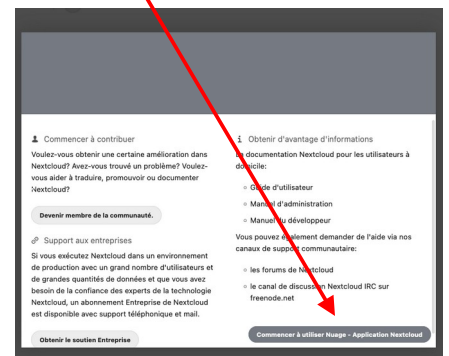 Commencer à contribuer
Voulez-vous obtenir une certaine amélioration dans
Nextcloud? Avez-vous trouvé un problème? Voulez-
vous aider à traduire, promouvoir ou documenter
Nextcloud?
Devenir membre de la communauté.
Support aux entreprises
Si vous exécutez Nextcloud dans un environnement
de production avec un grand nombre d'utilisateurs et
de grandes quantités de données et que vous avez
besoin de la confiance des experts de la technologie
Nextcloud, un abonnement Entreprise de Nextcloud
est disponible avec support téléphonique et mail.
Obtenir le soutien Entreprise
Obtenir d'avantage d'informations
La documentation Nextcloud pour les utilisateurs à
domicile:
Guide d'utilisateur
Manuel d'administration
Manuel du développeur
Vous pouvez également demander de l'aide via nos
canaux de support communautaire:
les forums de Nextcloud
le canal de discussion Nextcloud IRC sur
freenode.net
Commencer à utiliser Nuage - Application Nextcloud